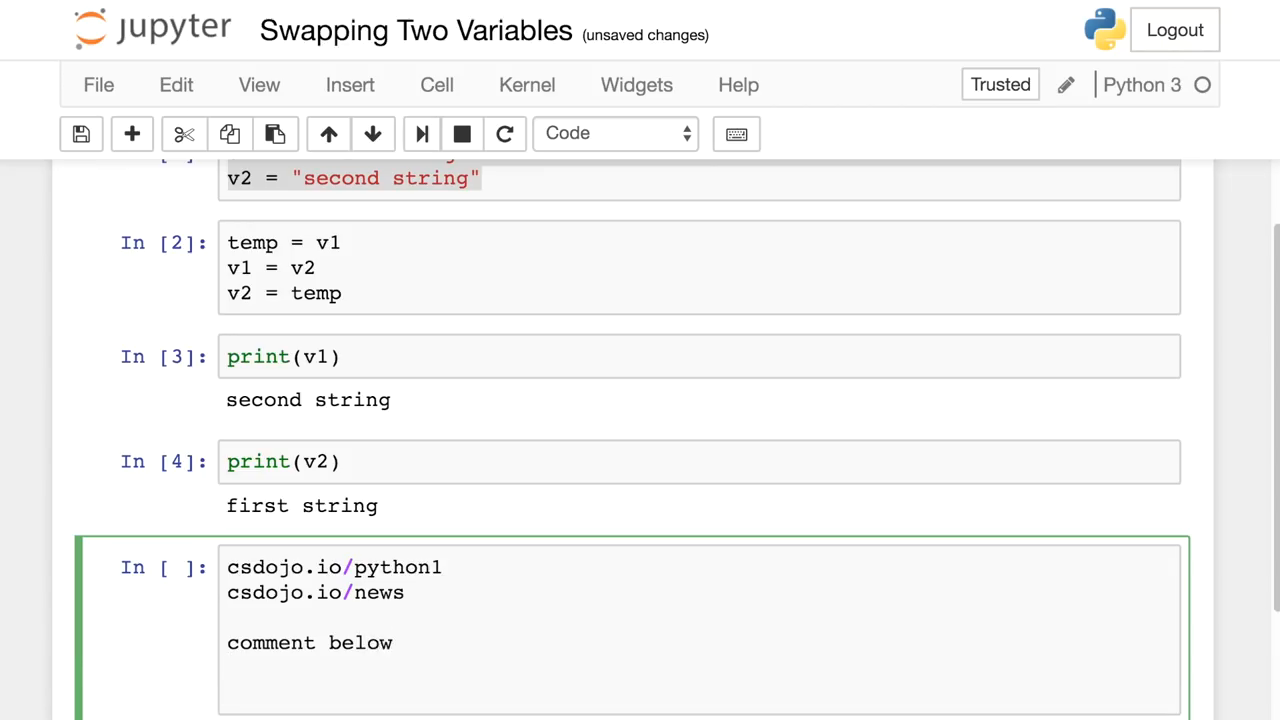 jupyter Swapping Two Variables (unsaved changes) Logout
File Edit View Insert Cell Kernel Widgets Help Trusted Python 3
Code
v2 = "second string"
In [2]: temp = v1
v1 = v2
v2 = temp
In [3]: print(v1)
second string
In [4]: print(v2)
first string
In [ ]: csdojo.io/python1
csdojo.io/news
comment below